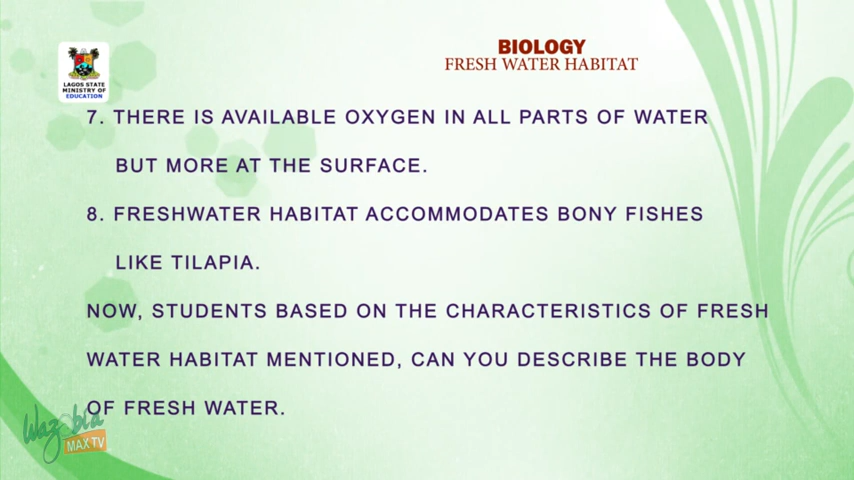 BIOLOGY
FRESH WATER HABITAT
LAGOS STATE
MINISTRY OF
EDUCATION
7. THERE IS AVAILABLE OXYGEN IN ALL PARTS OF WATER
BUT MORE AT THE SURFACE.
8. FRESHWATER HABITAT ACCOMMODATES BONY FISHES
LIKE TILAPIA.
NOW, STUDENTS BASED ON THE CHARACTERISTICS OF FRESH
WATER HABITAT MENTIONED, CAN YOU DESCRIBE THE BODY
OF FRESH WATER.
Wazobia
MAX TV